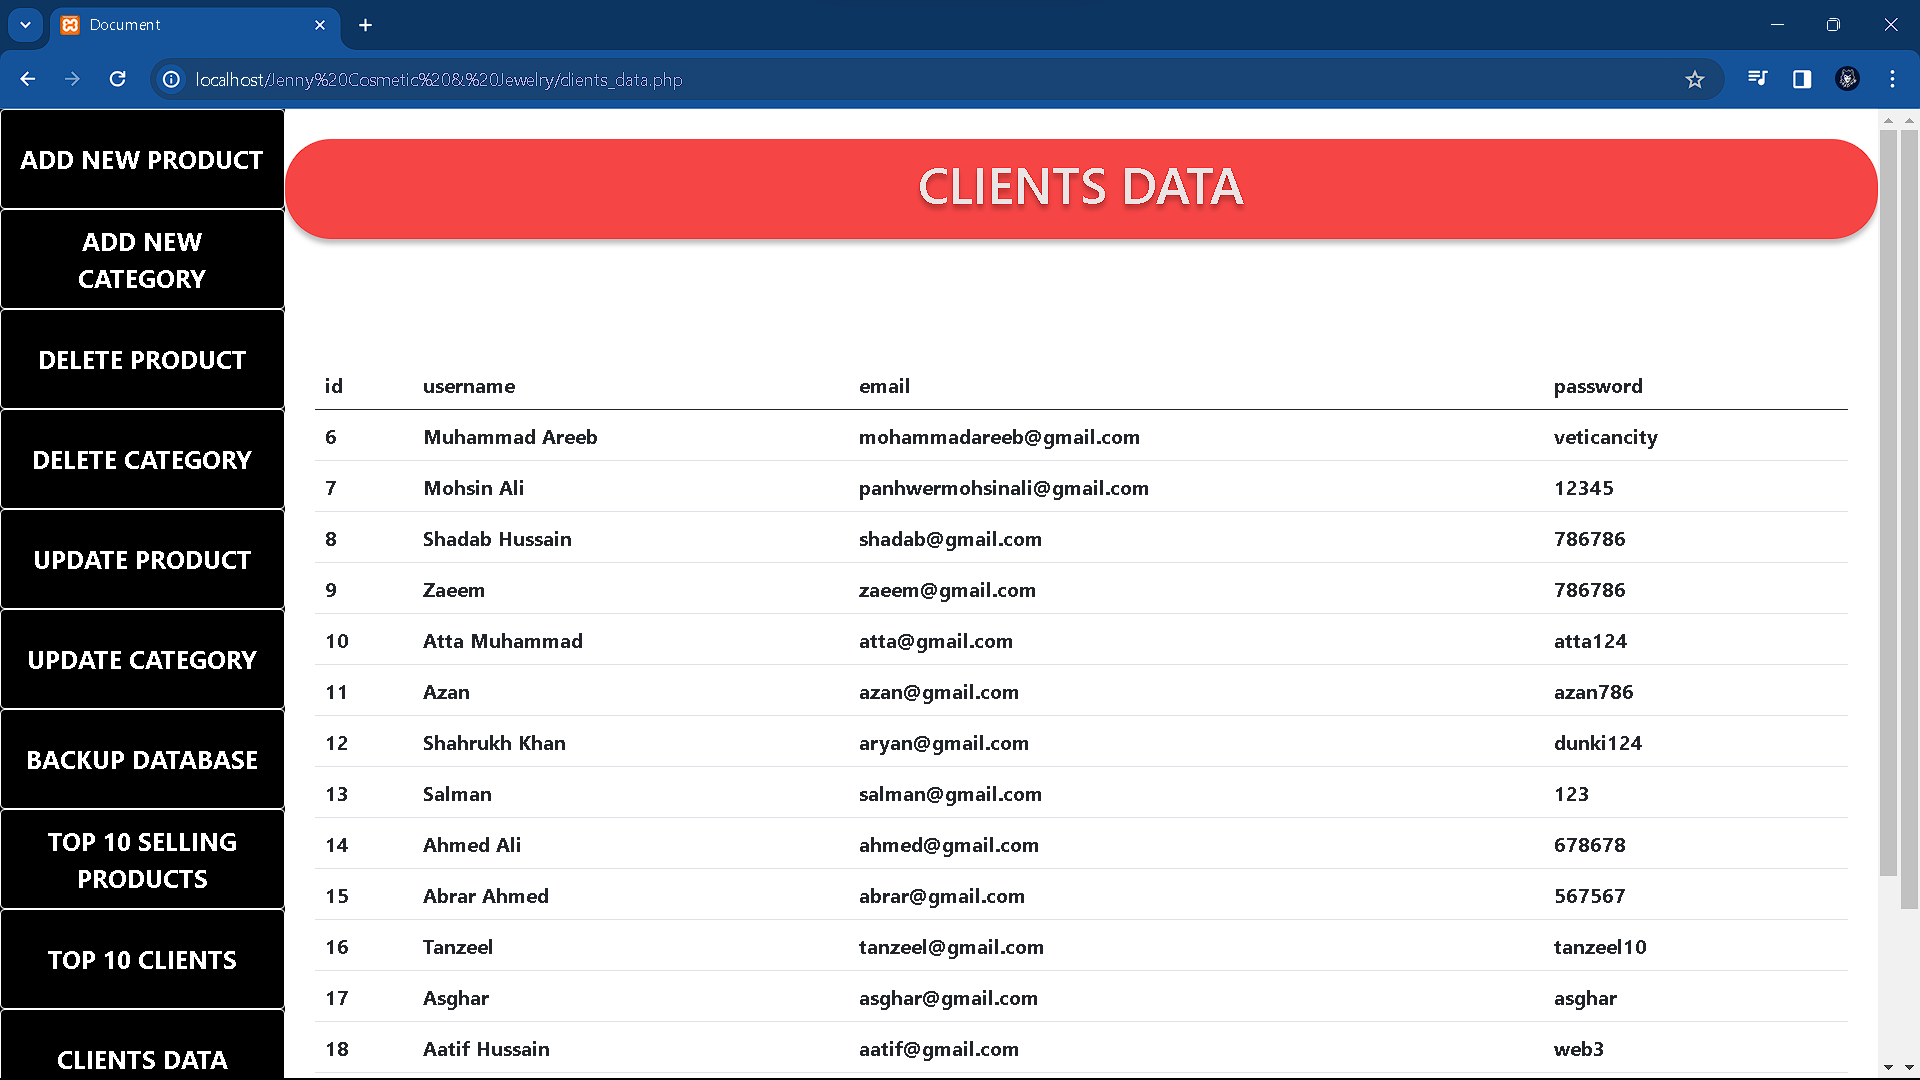 Document
localhost/Jenny%20Cosmetic%20&%20Jewelry/clients_data.php
ADD NEW PRODUCT
ADD NEW
CATEGORY
DELETE PRODUCT
DELETE CATEGORY
UPDATE PRODUCT
UPDATE CATEGORY
BACKUP DATABASE
TOP 10 SELLING
PRODUCTS
TOP 10 CLIENTS
CLIENTS DATA
CLIENTS DATA
id username email password
6 Muhammad Areeb mohammadareeb@gmail.com veticancity
7 Mohsin Ali panhwermohsinali@gmail.com 12345
8 Shadab Hussain shadab@gmail.com 786786
9 Zaeem zaeem@gmail.com 786786
10 Atta Muhammad atta@gmail.com atta124
11 Azan azan@gmail.com azan786
12 Shahrukh Khan aryan@gmail.com dunki124
13 Salman salman@gmail.com 123
14 Ahmed Ali ahmed@gmail.com 678678
15 Abrar Ahmed abrar@gmail.com 567567
16 Tanzeel tanzeel@gmail.com tanzeel10
17 Asghar asghar@gmail.com asghar
18 Aatif Hussain aatif@gmail.com web3